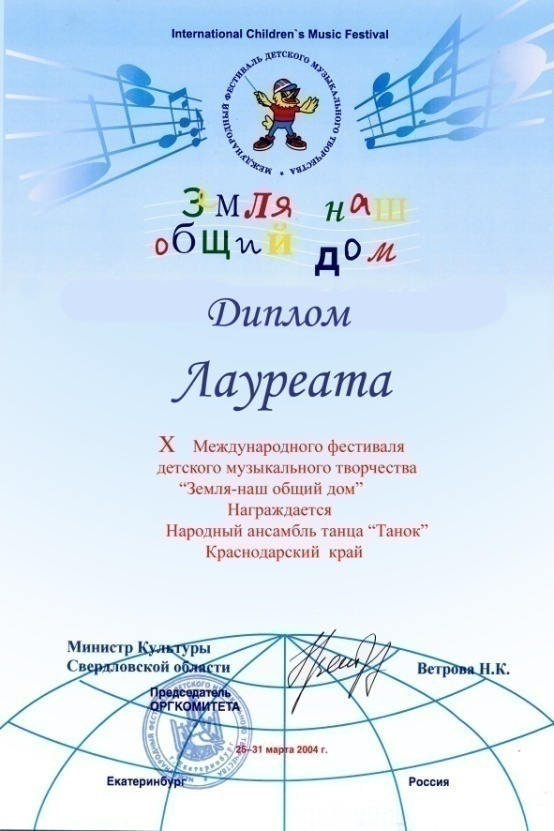 International Children`s Music Festival
МЕЖДУНАРОДНЫЙ ФЕСТИВАЛЬ ДЕТСКОГО МУЗЫКАЛЬНОГО ТВОРЧЕСТВА
Земля наш
общий дом
Диплом
Лауреата
X Международного фестиваля
детского музыкального творчества
“Земля-наш общий дом”
Награждается
Народный ансамбль танца “Танок”
Краснодарский край
Министр Культуры
Свердловской области
Ветрова Н.К.
Председатель
ОРГКОМИТЕТА
26–31 марта 2004 г.
Екатеринбург
Россия